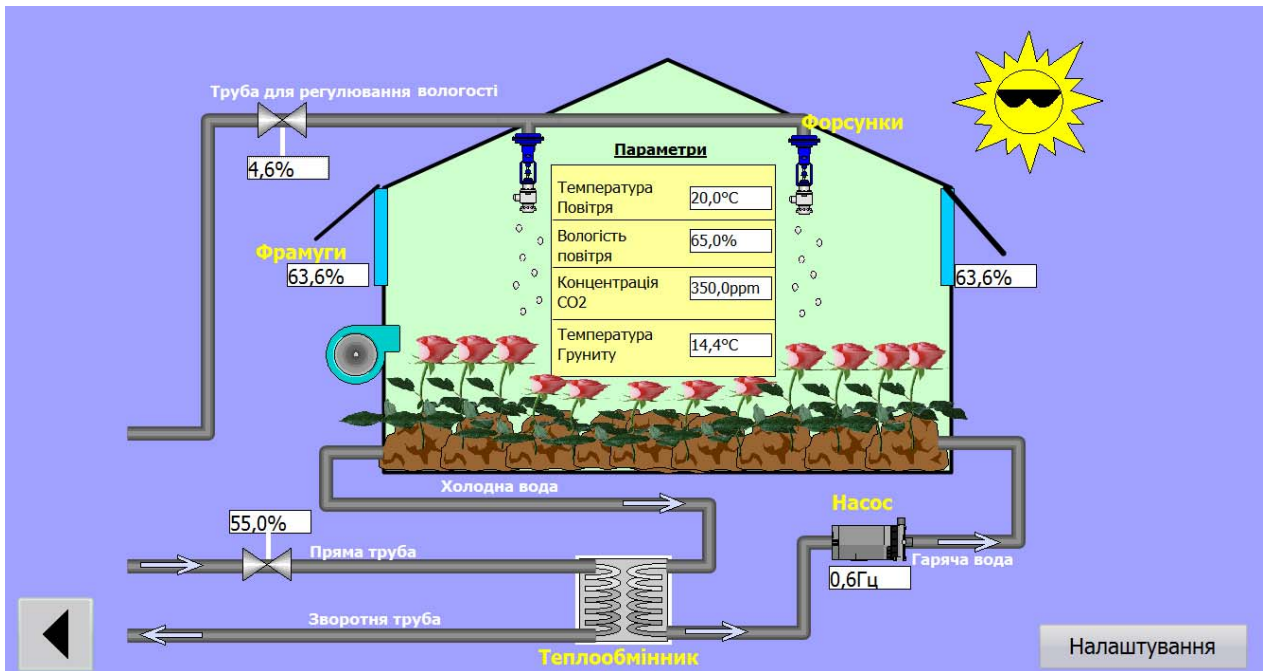 Труба для регулювання вологості
4,6%
Форсунки
Параметри
Температура
Повітря
20,0°C
Вологість
повітря
65,0%
Концентрація
CO2
350,0ppm
Температура
Груниту
14,4°C
Фрамуги
63,6%
63,6%
Холодна вода
55,0%
Пряма труба
Насос
Гаряча вода
0,6Гц
Зворотня труба
Теплообмінник
Налаштування